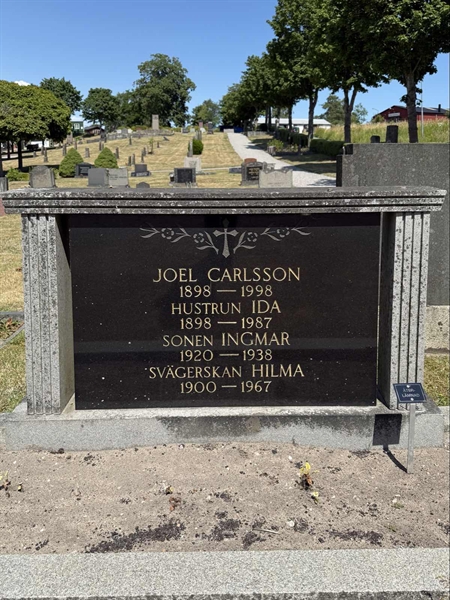 JOEL CARLSSON
1898 — 1998
HUSTRUN IDA
1898 — 1987
SONEN INGMAR
1920 — 1938
SVÄGERSKAN HILMA
1900 — 1967